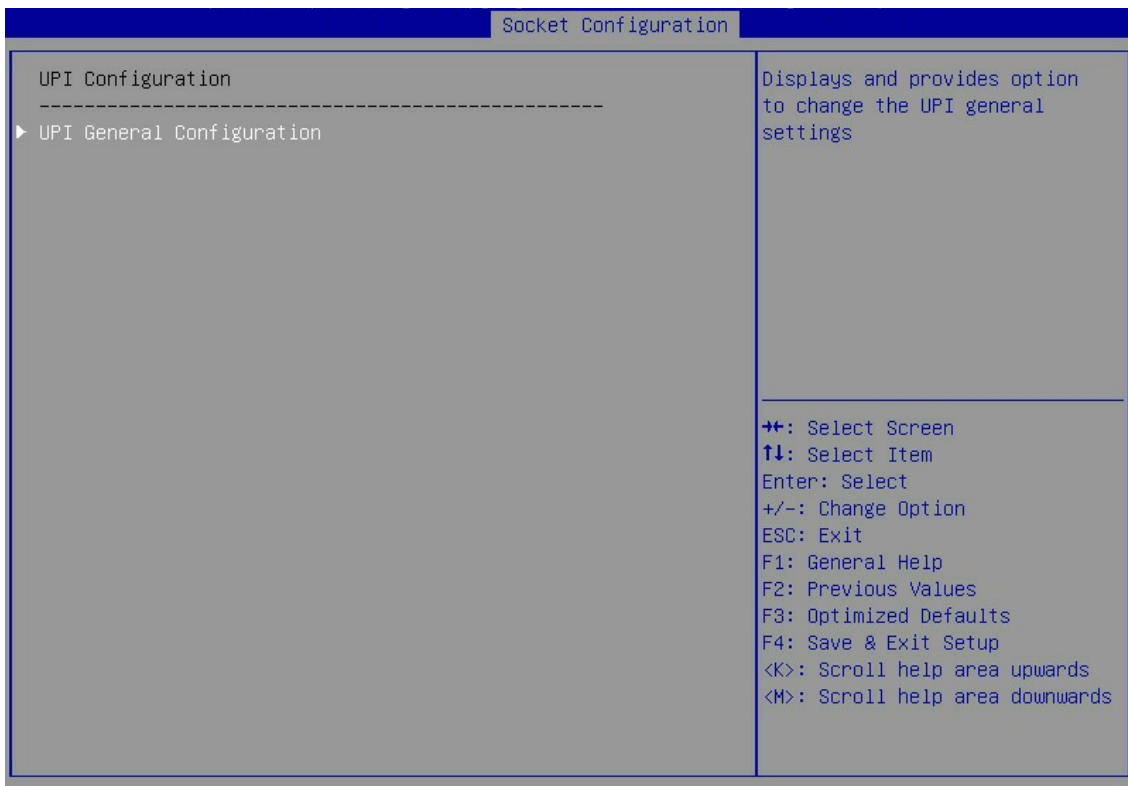 Socket Configuration
UPI Configuration
--------------------------------------------------
UPI General Configuration
Displays and provides option
to change the UPI general
settings
→←: Select Screen
↑↓: Select Item
Enter: Select
+/-: Change Option
ESC: Exit
F1: General Help
F2: Previous Values
F3: Optimized Defaults
F4: Save & Exit Setup
<K>: Scroll help area upwards
<M>: Scroll help area downwards